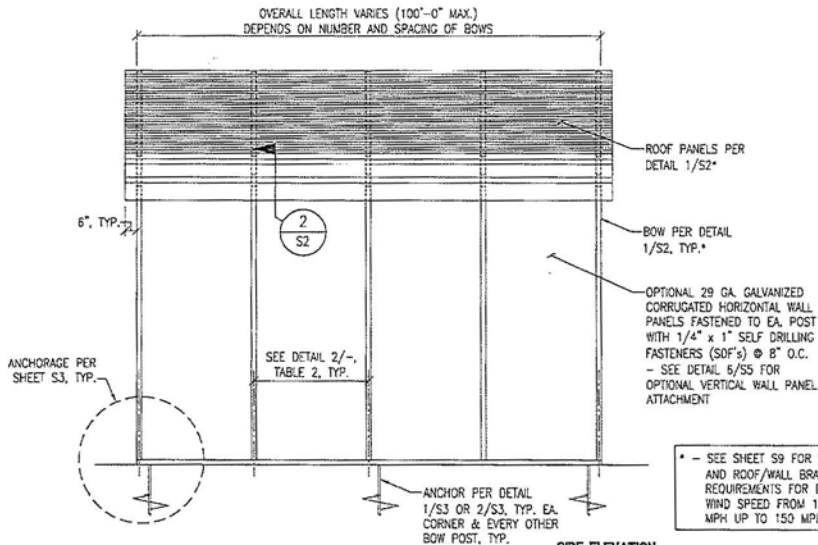 OVERALL LENGTH VARIES (100'-0" MAX.)
DEPENDS ON NUMBER AND SPACING OF BOWS
ROOF PANELS PER
DETAIL 1/S2*
6", TYP.
2
S2
BOW PER DETAIL
1/S2, TYP.*
OPTIONAL 29 GA. GALVANIZED
CORRUGATED HORIZONTAL WALL
PANELS FASTENED TO EA. POST
WITH 1/4" x 1" SELF DRILLING
FASTENERS (SDF's) @ 8" O.C.
- SEE DETAIL 6/S5 FOR
OPTIONAL VERTICAL WALL PANEL
ATTACHMENT
SEE DETAIL 2/-,
TABLE 2, TYP.
ANCHORAGE PER
SHEET S3, TYP.
* - SEE SHEET S9 FOR
AND ROOF/WALL BRA
REQUIREMENTS FOR
WIND SPEED FROM 1
MPH UP TO 150 MP
ANCHOR PER DETAIL
1/S3 OR 2/S3, TYP. EA.
CORNER & EVERY OTHER
BOW POST, TYP.
SIDE ELEVATION